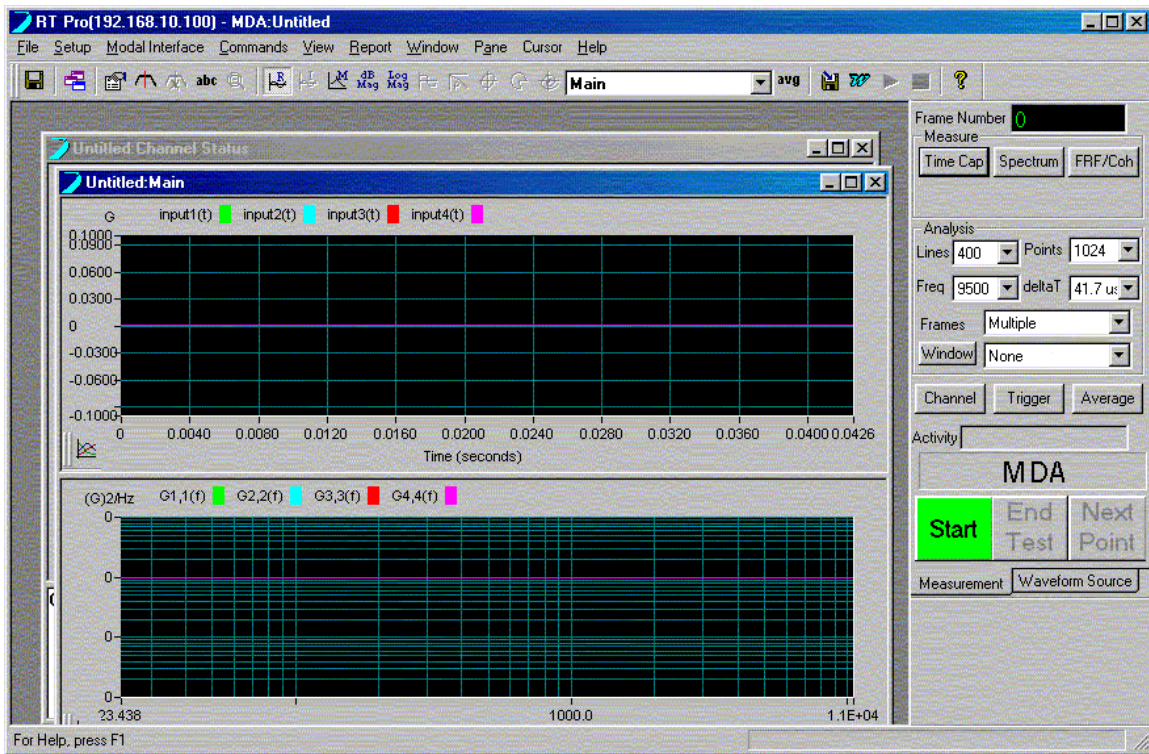 RT Pro(192.168.10.100) - MDA:Untitled
File Setup Modal Interface Commands View Report Window Pane Cursor Help
abc R M dB Mag Log Mag Main avg
Frame Number 0
Measure
Time Cap Spectrum FRF/Coh
Untitled:Channel Status
Untitled:Main
G input1(t) input2(t) input3(t) input4(t)
0.1000
0.0900
0.0600
0.0300
0
-0.0300
-0.0600
-0.1000
0 0.0040 0.0080 0.0120 0.0160 0.0200 0.0240 0.0280 0.0320 0.0360 0.0400 0.0426
Time (seconds)
(G)2/Hz G1,1(f) G2,2(f) G3,3(f) G4,4(f)
0
0
0
0
23.438 1000.0 1.1E+04
Analysis
Lines 400 Points 1024
Freq 9500 deltaT 41.7
Frames Multiple
Window None
Channel Trigger Average
Activity
MDA
Start End Test Next Point
Measurement Waveform Source
For Help, press F1